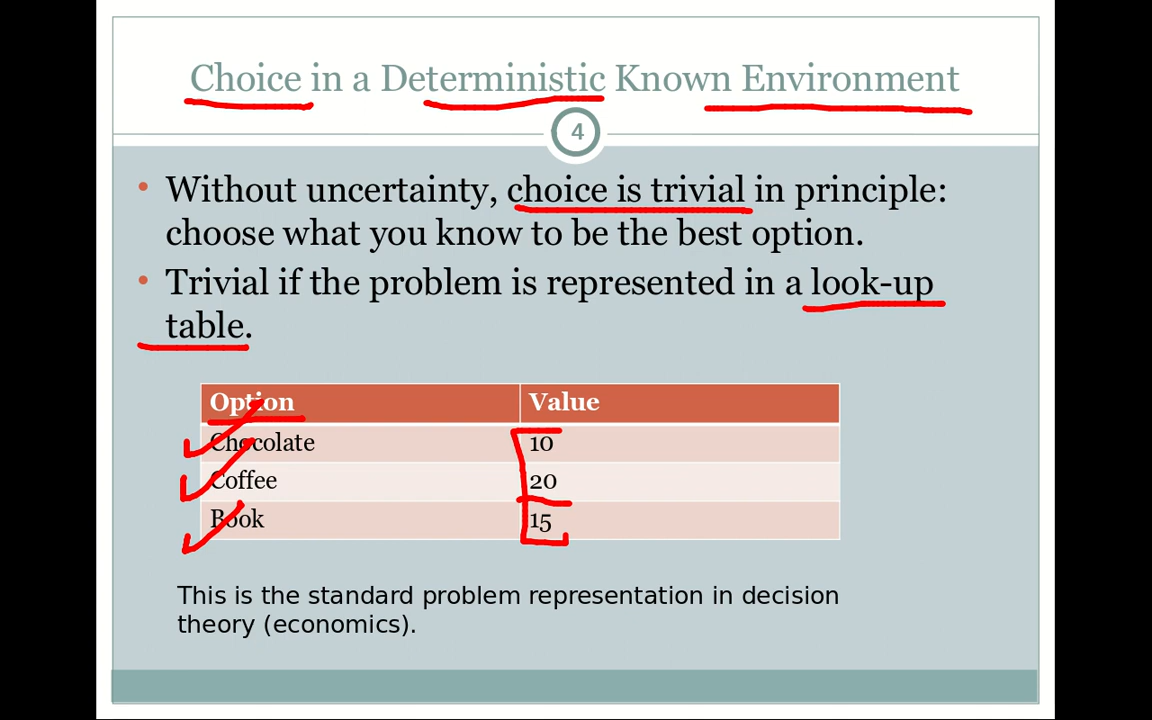 Choice in a Deterministic Known Environment
4
• Without uncertainty, choice is trivial in principle:
choose what you know to be the best option.
• Trivial if the problem is represented in a look-up
table.
Option Value
Chocolate 10
Coffee 20
Book 15
This is the standard problem representation in decision
theory (economics).